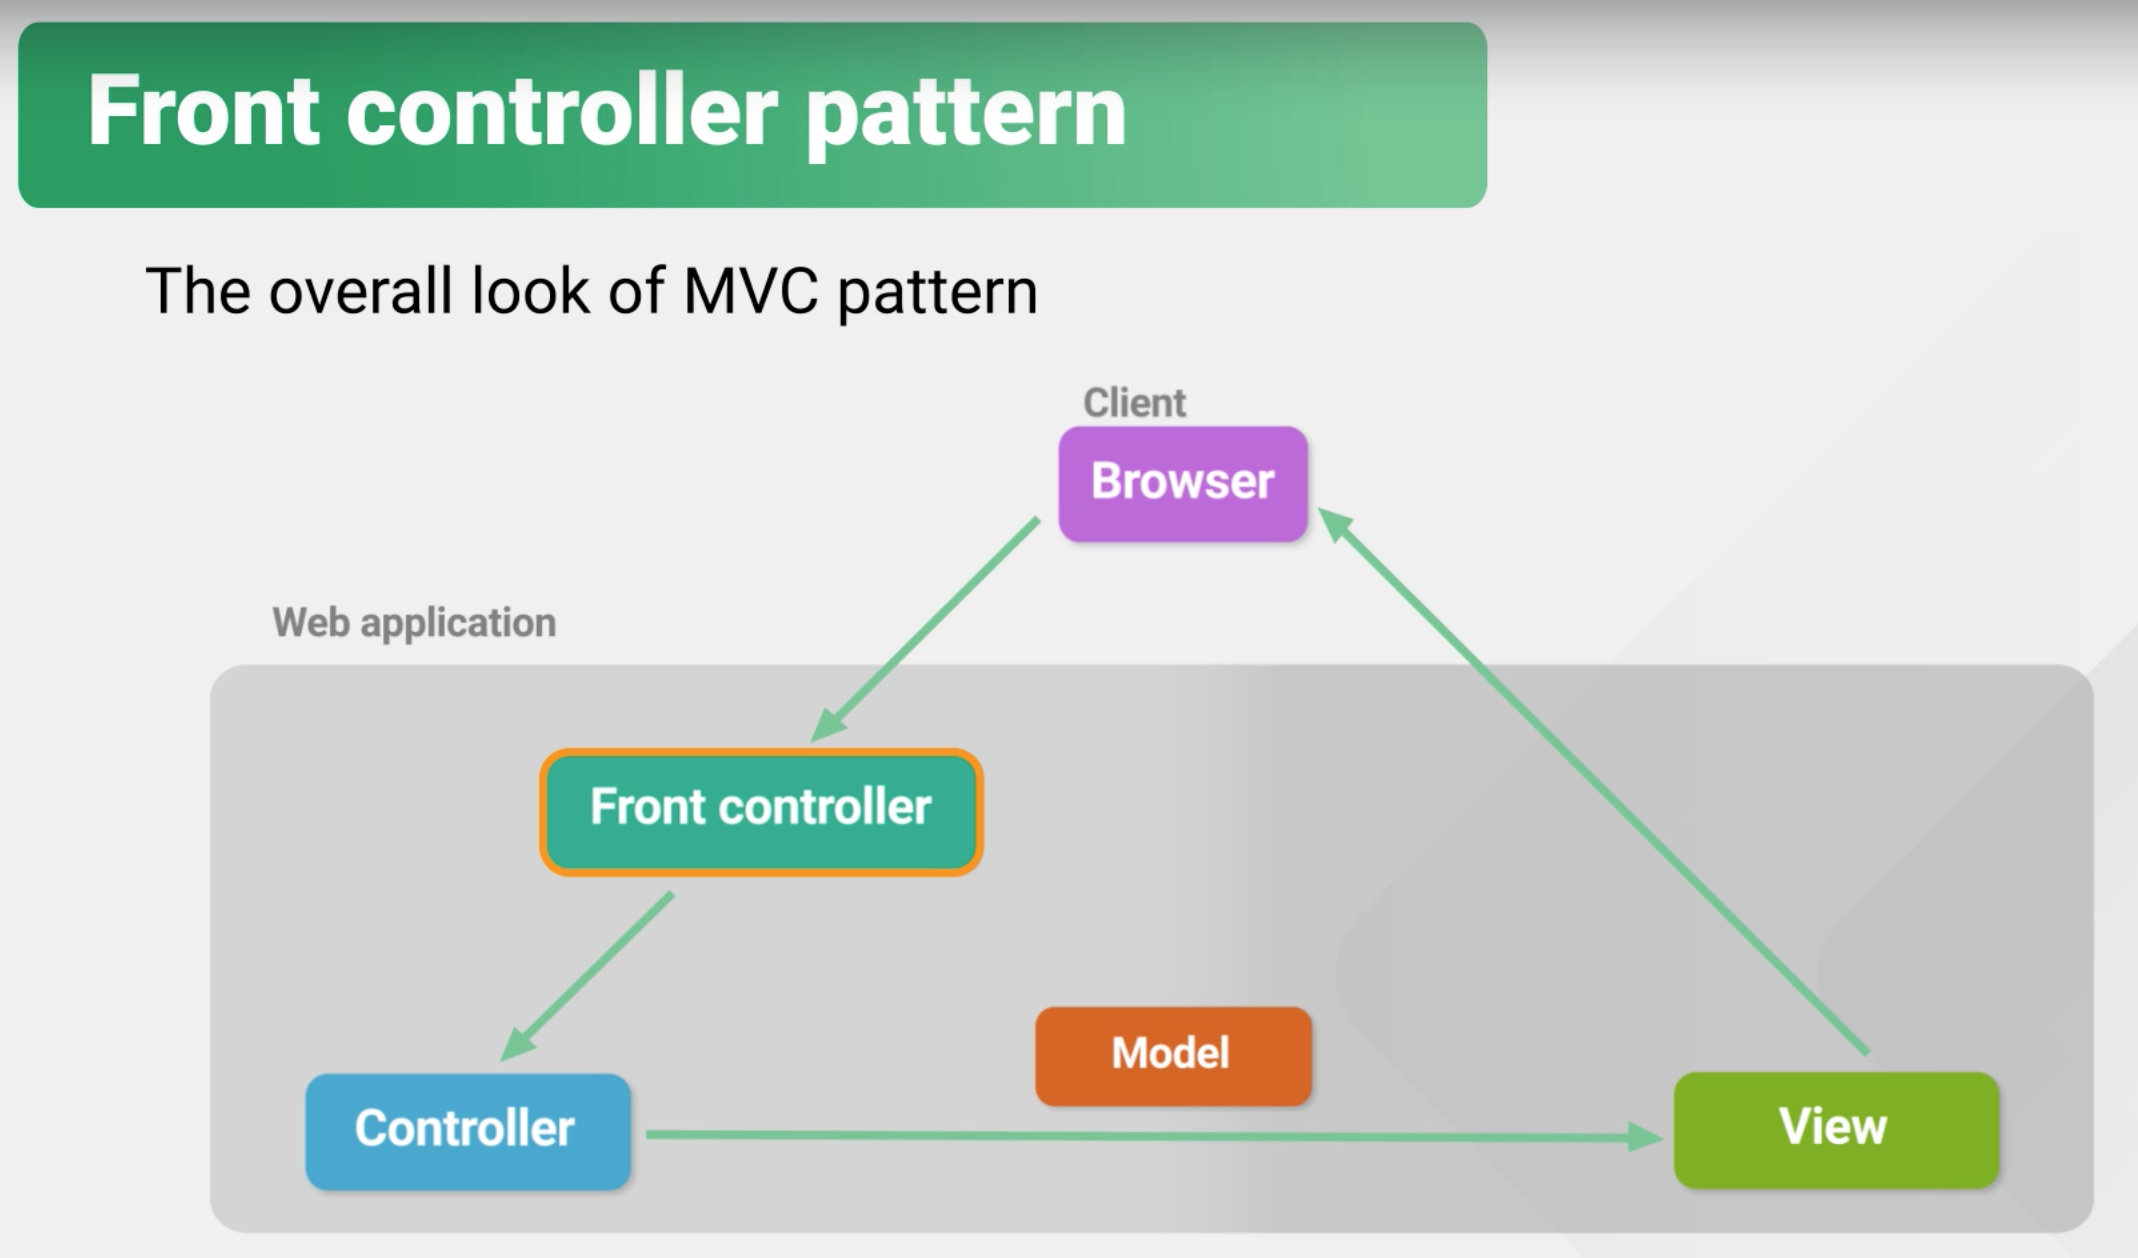 Front controller pattern
The overall look of MVC pattern
Client
Browser
Web application
Front controller
Model
Controller
View